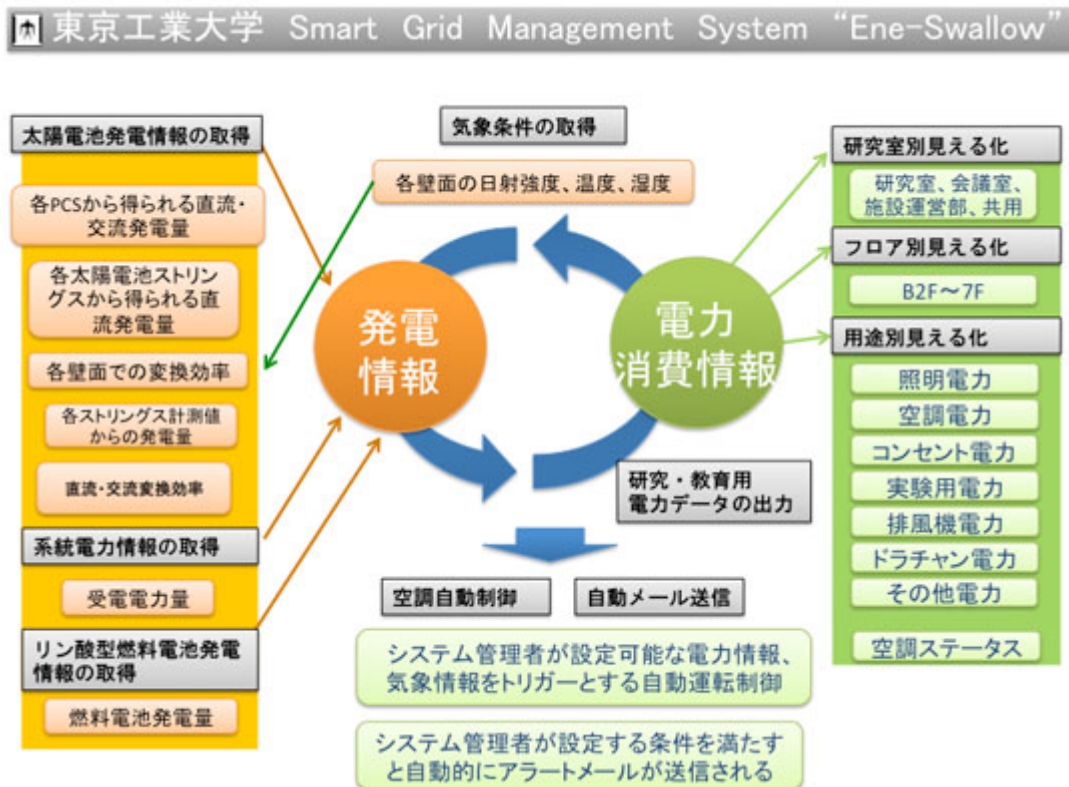 東京工業大学 Smart Grid Management System “Ene-Swallow”
太陽電池発電情報の取得
各PCSから得られる直流・
交流発電量
各太陽電池ストリン
グスから得られる直
流発電量
各壁面での変換効率
各ストリングス計測値
からの発電量
直流・交流変換効率
系統電力情報の取得
受電電力量
リン酸型燃料電池発電
情報の取得
燃料電池発電量
気象条件の取得
各壁面の日射強度、温度、湿度
発電
情報
電力
消費情報
研究・教育用
電力データの出力
空調自動制御
自動メール送信
システム管理者が設定可能な電力情報、
気象情報をトリガーとする自動運転制御
システム管理者が設定する条件を満たす
と自動的にアラートメールが送信される
研究室別見える化
研究室、会議室、
施設運営部、共用
フロア別見える化
B2F～7F
用途別見える化
照明電力
空調電力
コンセント電力
実験用電力
排風機電力
ドラチャン電力
その他電力
空調ステータス